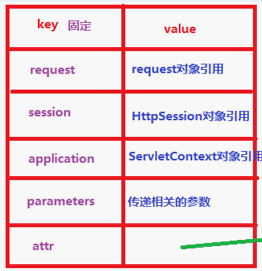 key 固定 value
request request对象引用
session HttpSession对象引用
application ServletContext对象引用
parameters 传递相关的参数
attr